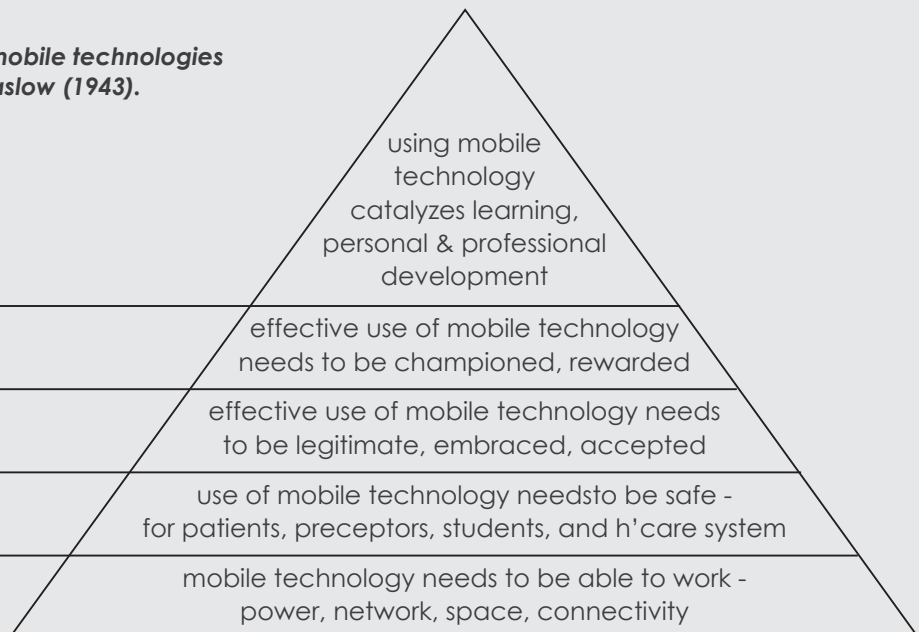 mobile technologies
aslow (1943).
using mobile
technology
catalyzes learning,
personal & professional
development
effective use of mobile technology
needs to be championed, rewarded
effective use of mobile technology needs
to be legitimate, embraced, accepted
use of mobile technology needsto be safe -
for patients, preceptors, students, and h'care system
mobile technology needs to be able to work -
power, network, space, connectivity